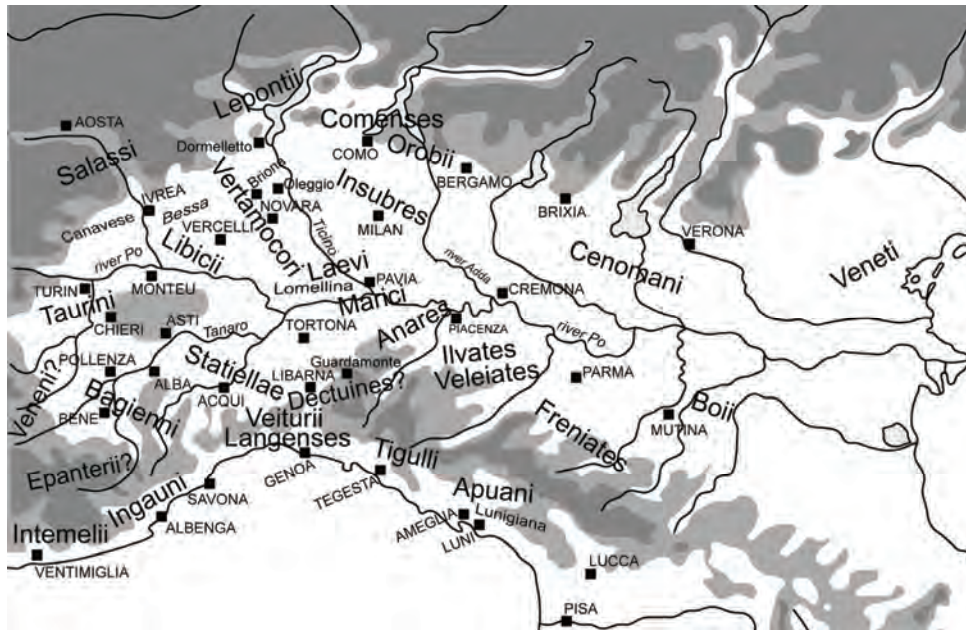 Lepontii
Comenses
AOSTA
Dormelletto
COMO
Orobii
Salassi
BERGAMO
Briona
Oleggio
Insubres
BRIXIA
IVREA
Bessa
Canavese
Vertamocori
NOVARA
MILAN
VERCELLI
Ticino
VERONA
Libicii
Laevi
river Adda
Cenomani
Veneti
river Po
TURIN
MONTEU
Lomellina
PAVIA
CREMONA
Taurini
Marici
CHIERI
ASTI
Tanaro
TORTONA
Anares
PIACENZA
river Po
POLLENZA
Statiellae
Guardamonte
Ilvates
Veneni?
ALBA
LIBARNA
Dectuines?
Veleiates
PARMA
Bagienni
ACQUI
BENE
Veiturii
Langenses
Freniates
Boii
MUTINA
Epanterii?
GENOA
Tigulli
Ingauni
SAVONA
TEGESTA
Apuani
AMEGLIA
Lunigiana
Intemelii
ALBENGA
LUNI
VENTIMIGLIA
LUCCA
PISA